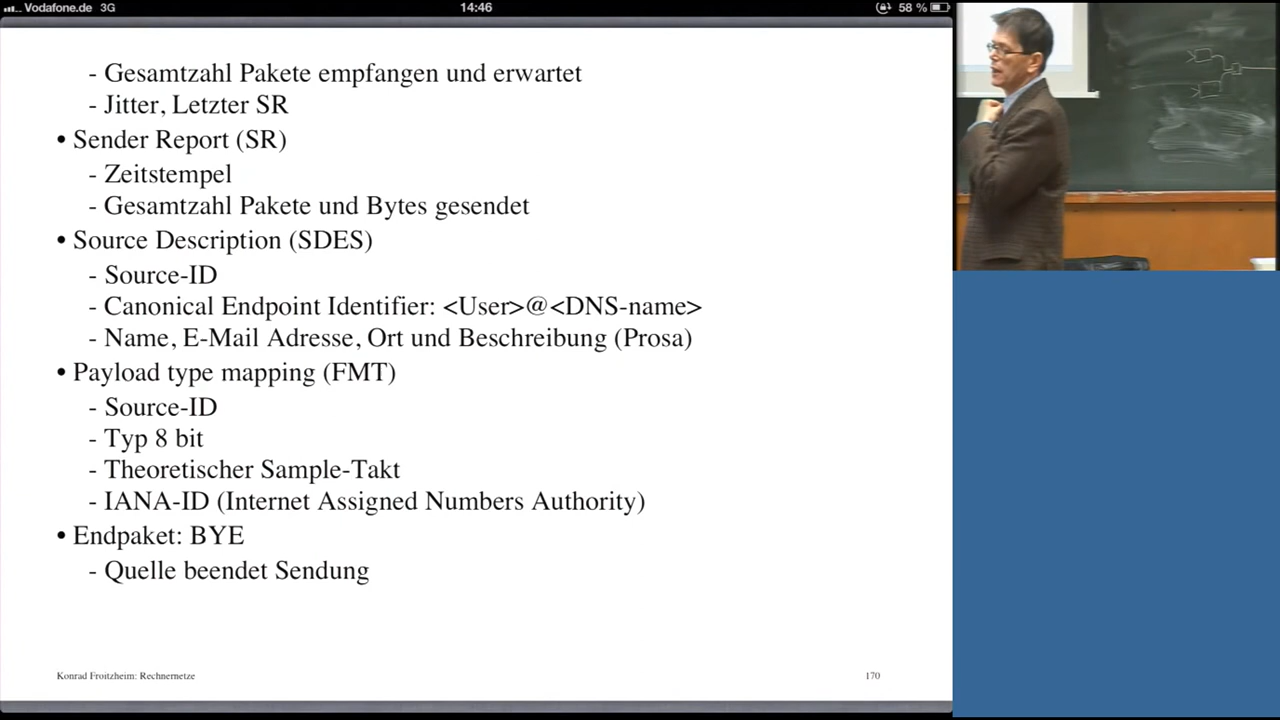 Vodafone.de 3G 14:46 58 %
- Gesamtzahl Pakete empfangen und erwartet
- Jitter, Letzter SR
• Sender Report (SR)
- Zeitstempel
- Gesamtzahl Pakete und Bytes gesendet
• Source Description (SDES)
- Source-ID
- Canonical Endpoint Identifier: <User>@<DNS-name>
- Name, E-Mail Adresse, Ort und Beschreibung (Prosa)
• Payload type mapping (FMT)
- Source-ID
- Typ 8 bit
- Theoretischer Sample-Takt
- IANA-ID (Internet Assigned Numbers Authority)
• Endpaket: BYE
- Quelle beendet Sendung
Konrad Froitzheim: Rechnernetze 170